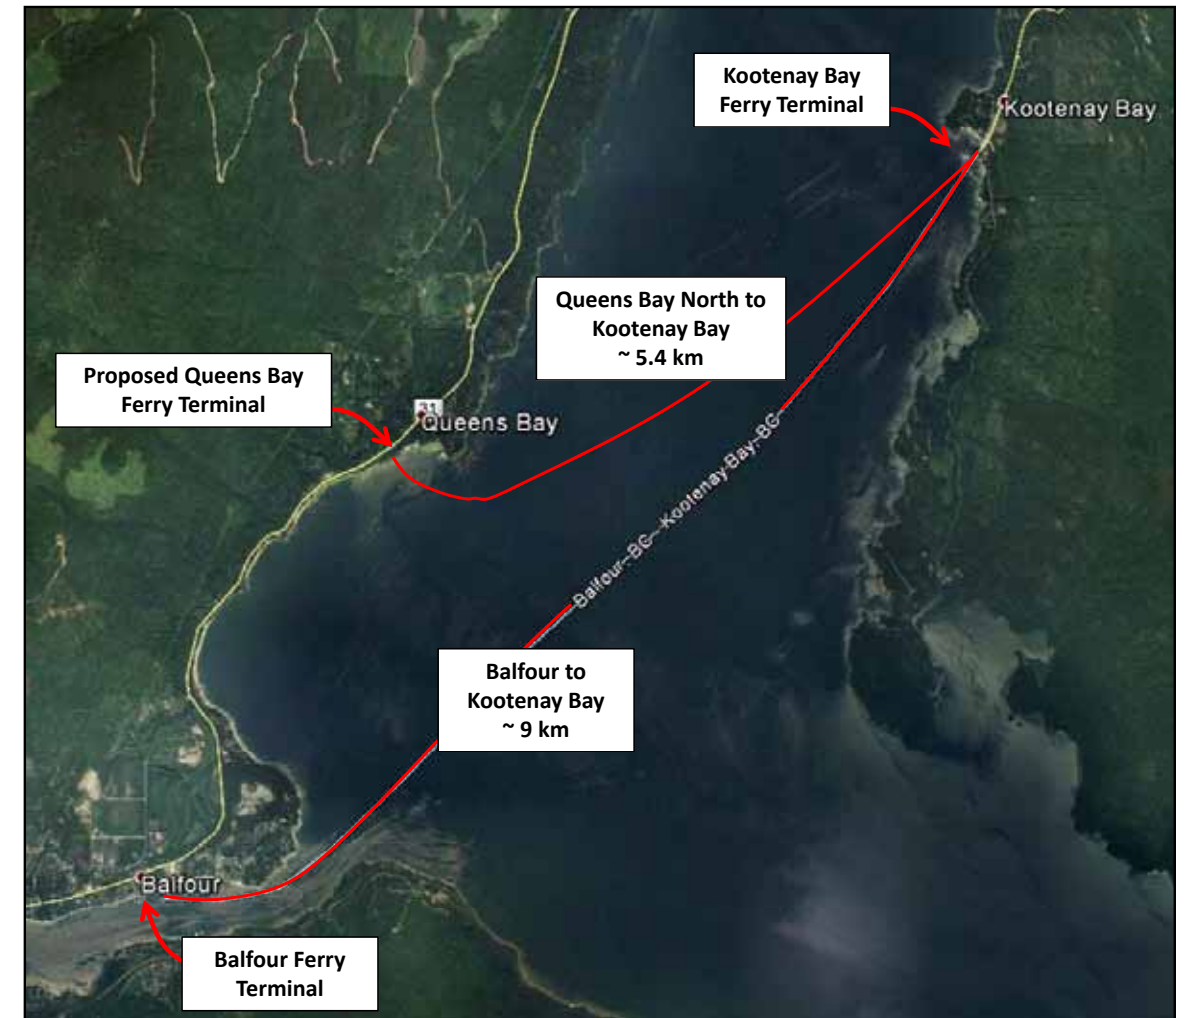 Kootenay Bay
Ferry Terminal
Kootenay Bay
Queens Bay North to
Kootenay Bay
~ 5.4 km
Proposed Queens Bay
Ferry Terminal
31
Queens Bay
Balfour-BC--Kootenay-Bay-BC
Balfour to
Kootenay Bay
~ 9 km
Balfour
Balfour Ferry
Terminal